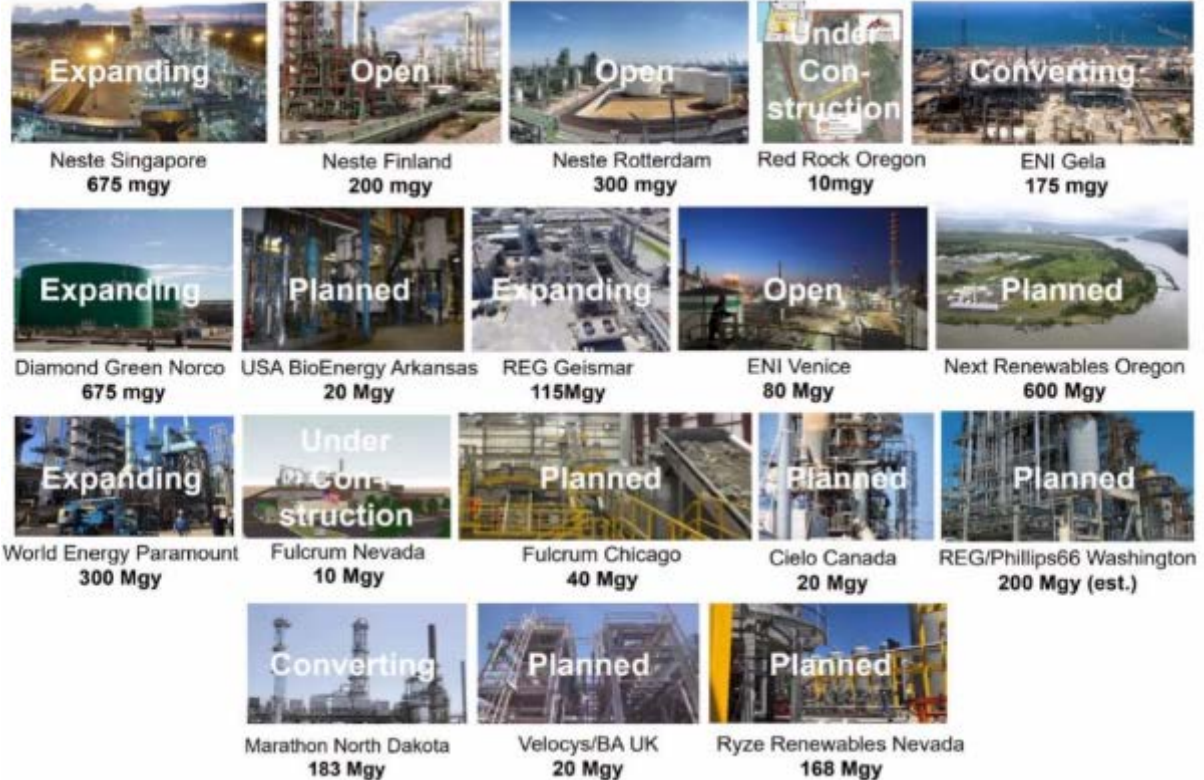 Expanding
Open
Open
Under
Con-
struction
Converting
Neste Singapore
675 mgy
Neste Finland
200 mgy
Neste Rotterdam
300 mgy
Red Rock Oregon
10mgy
ENI Gela
175 mgy
Expanding
Planned
Expanding
Open
Planned
Diamond Green Norco
675 mgy
USA BioEnergy Arkansas
20 Mgy
REG Geismar
115Mgy
ENI Venice
80 Mgy
Next Renewables Oregon
600 Mgy
Expanding
Under
Con-
struction
Planned
Planned
Planned
World Energy Paramount
300 Mgy
Fulcrum Nevada
10 Mgy
Fulcrum Chicago
40 Mgy
Cielo Canada
20 Mgy
REG/Phillips66 Washington
200 Mgy (est.)
Converting
Planned
Planned
Marathon North Dakota
183 Mgy
Velocys/BA UK
20 Mgy
Ryze Renewables Nevada
168 Mgy